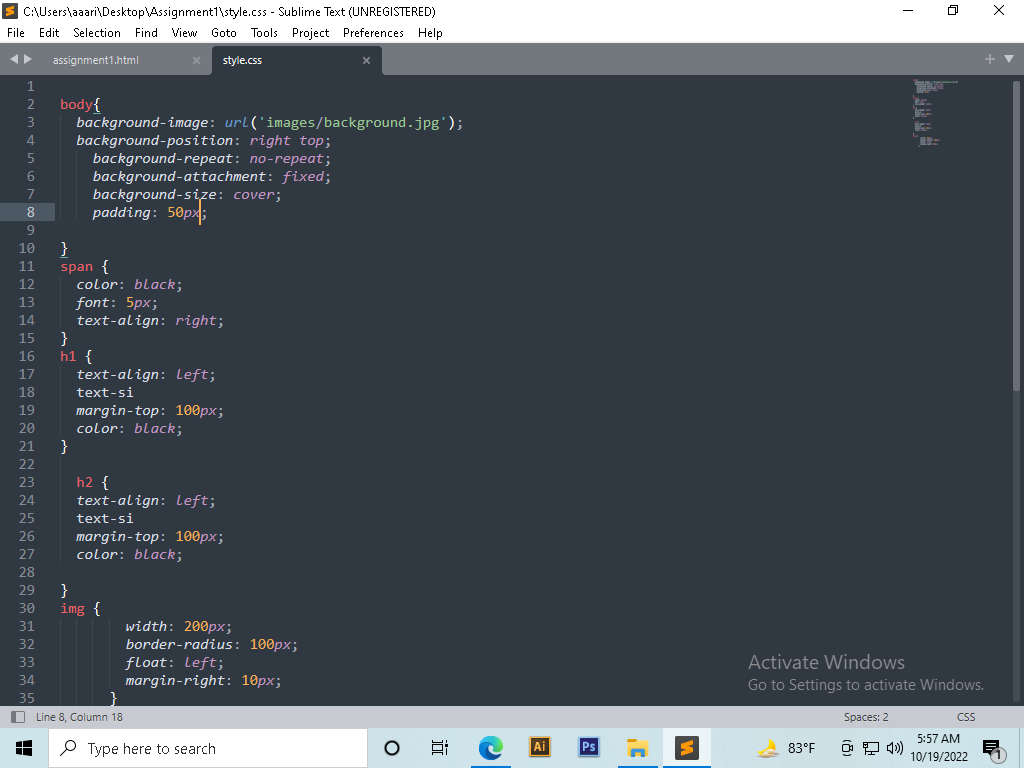 C:\Users\aaari\Desktop\Assignment1\style.css - Sublime Text (UNREGISTERED)
File Edit Selection Find View Goto Tools Project Preferences Help
assignment1.html style.css
1
2 body{
3 background-image: url('images/background.jpg');
4 background-position: right top;
5 background-repeat: no-repeat;
6 background-attachment: fixed;
7 background-size: cover;
8 padding: 50px;
9
10 }
11 span {
12 color: black;
13 font: 5px;
14 text-align: right;
15 }
16 h1 {
17 text-align: left;
18 text-si
19 margin-top: 100px;
20 color: black;
21 }
22
23 h2 {
24 text-align: left;
25 text-si
26 margin-top: 100px;
27 color: black;
28
29 }
30 img {
31 width: 200px;
32 border-radius: 100px;
33 float: left;
34 margin-right: 10px;
35 }
Activate Windows
Go to Settings to activate Windows.
Line 8, Column 18 Spaces: 2 CSS
Type here to search Ai Ps 83°F 5:57 AM
10/19/2022 1